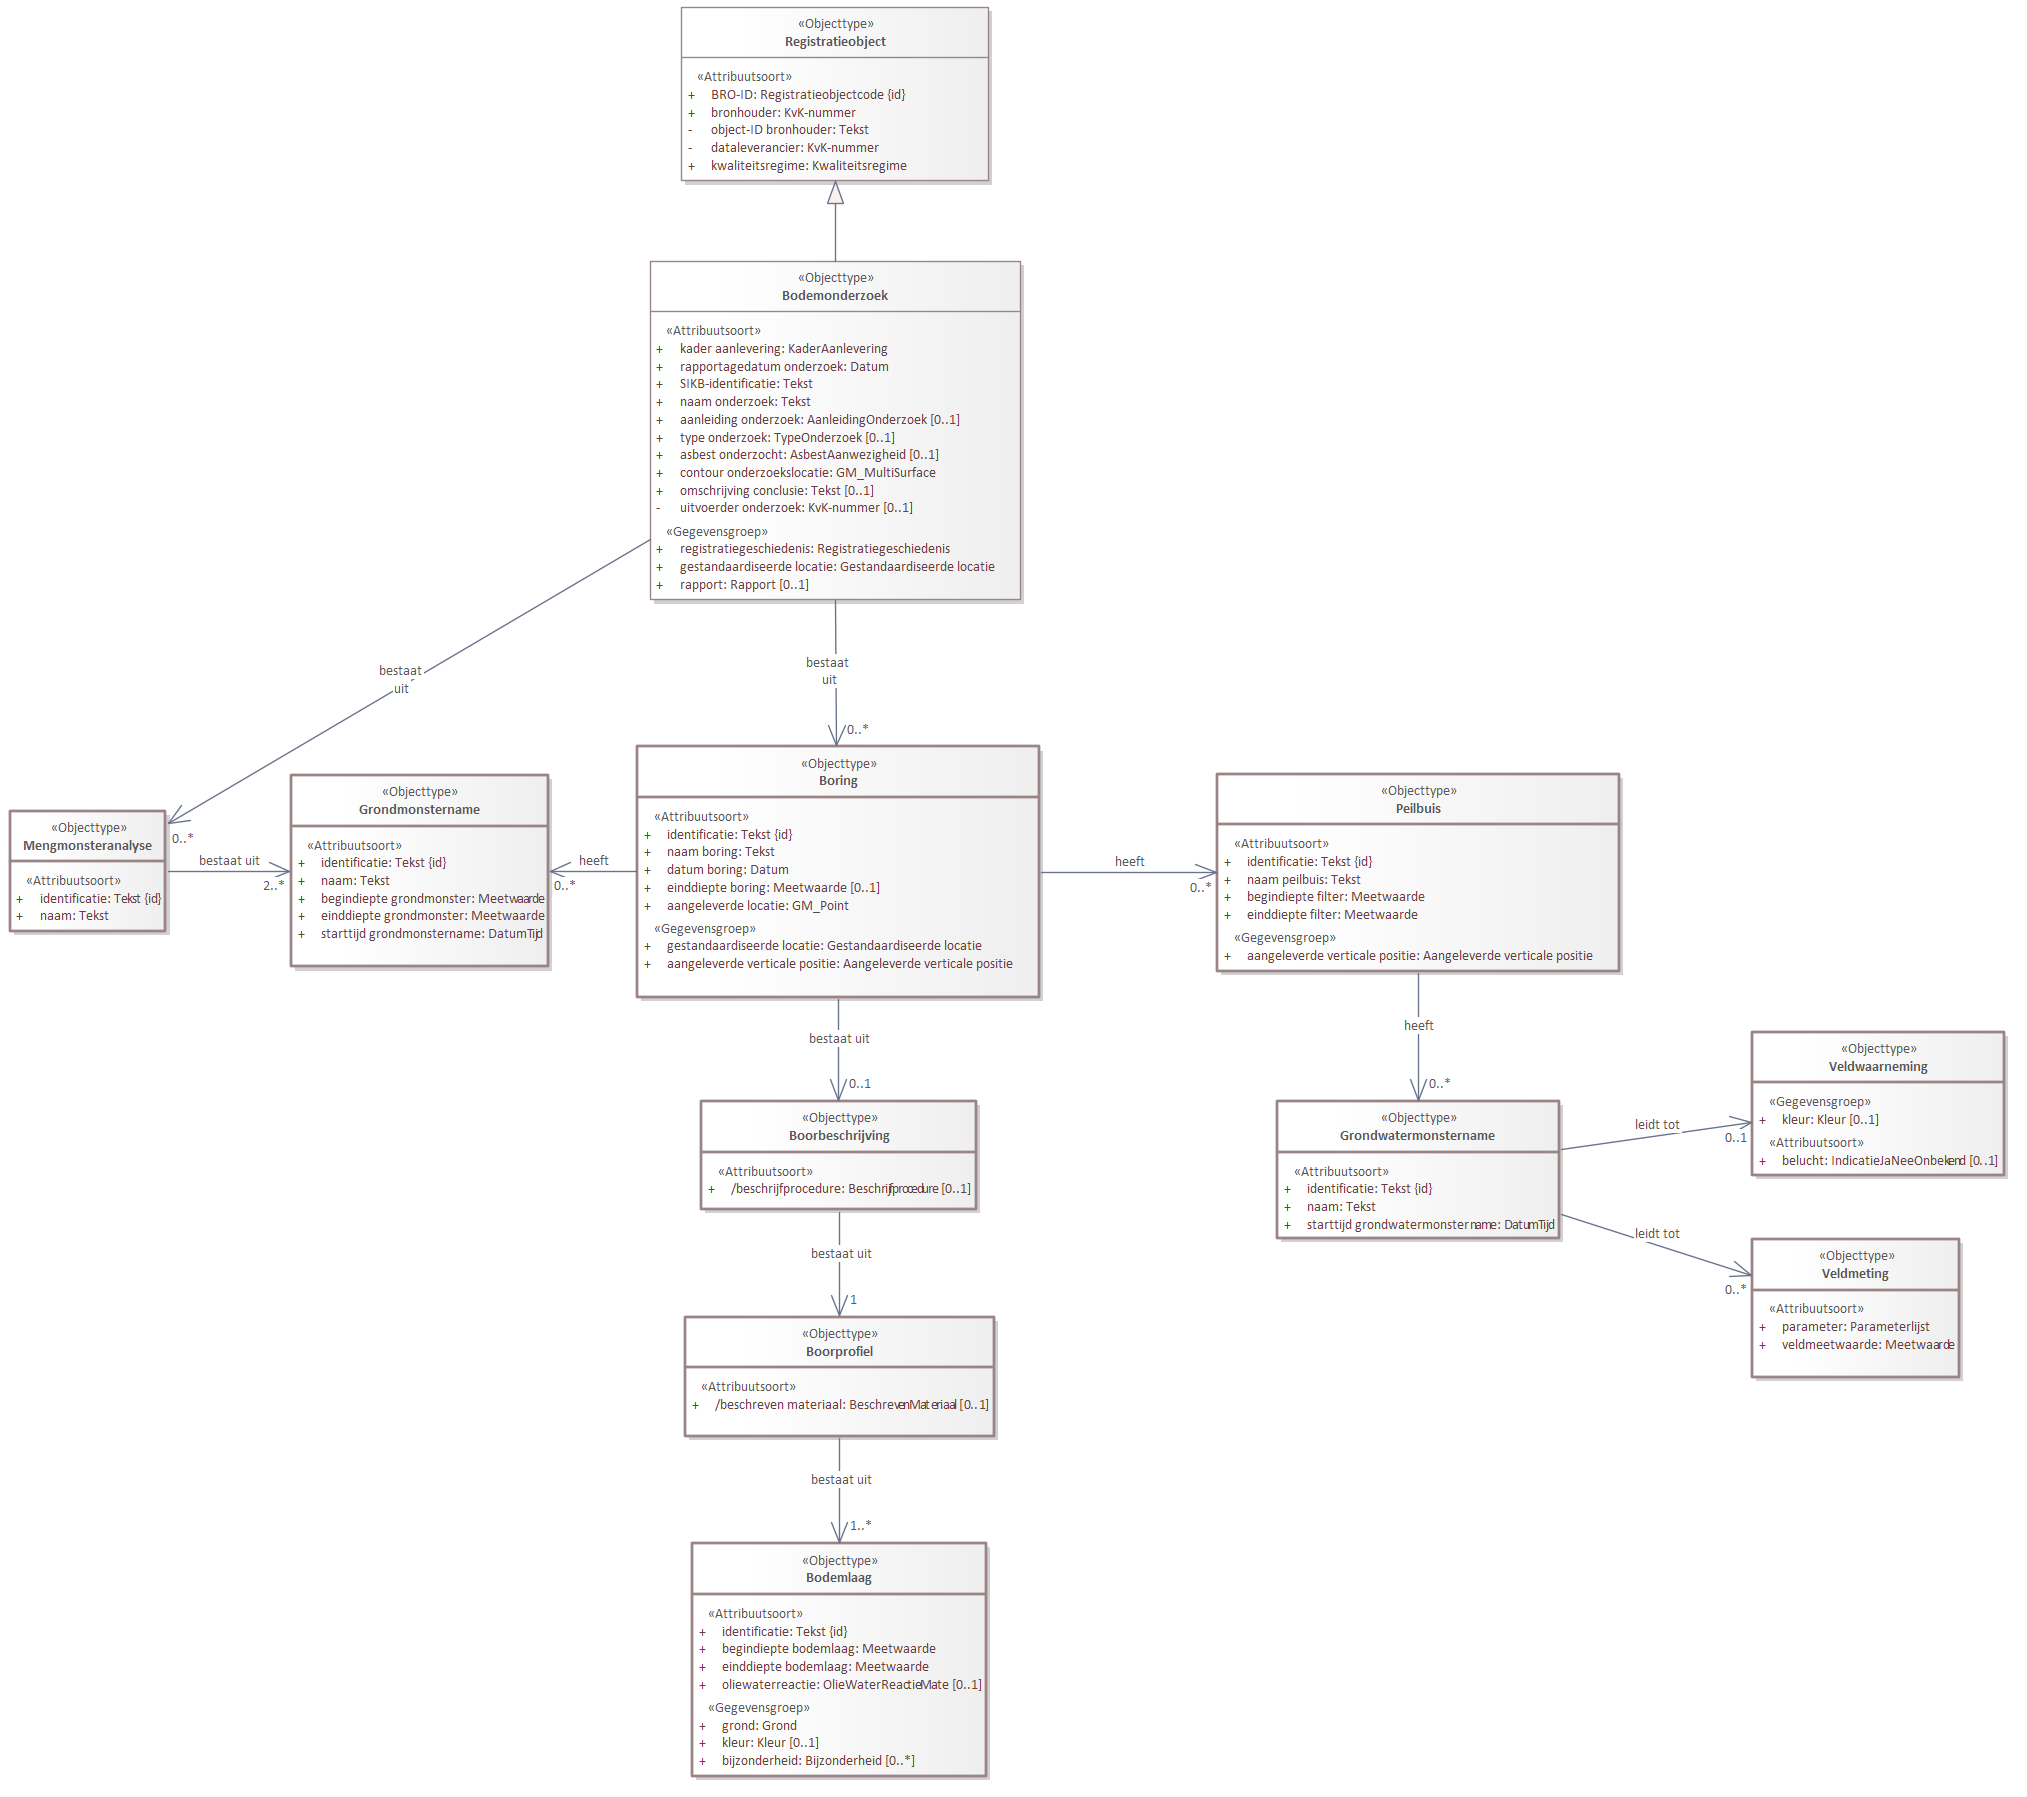 «Objecttype»
Registratieobject
«Attribuutsoort»
+ BRO-ID: Registratieobjectcode {id}
+ bronhouder: KvK-nummer
- object-ID bronhouder: Tekst
- dataleverancier: KvK-nummer
+ kwaliteitsregime: Kwaliteitsregime
«Objecttype»
Bodemonderzoek
«Attribuutsoort»
+ kader aanlevering: KaderAanlevering
+ rapportagedatum onderzoek: Datum
+ SIKB-identificatie: Tekst
+ naam onderzoek: Tekst
+ aanleiding onderzoek: AanleidingOnderzoek [0..1]
+ type onderzoek: TypeOnderzoek [0..1]
+ asbest onderzocht: AsbestAanwezigheid [0..1]
+ contour onderzoekslocatie: GM_MultiSurface
+ omschrijving conclusie: Tekst [0..1]
- uitvoerder onderzoek: KvK-nummer [0..1]
«Gegevensgroep»
+ registratiegeschiedenis: Registratiegeschiedenis
+ gestandaardiseerde locatie: Gestandaardiseerde locatie
+ rapport: Rapport [0..1]
bestaat
uit
0..*
bestaat
uit
0..*
«Objecttype»
Mengmonsteranalyse
«Attribuutsoort»
+ identificatie: Tekst {id}
+ naam: Tekst
bestaat uit
2..*
«Objecttype»
Grondmonstername
«Attribuutsoort»
+ identificatie: Tekst {id}
+ naam: Tekst
+ begindiepte grondmonster: Meetwaarde
+ einddiepte grondmonster: Meetwaarde
+ starttijd grondmonstername: DatumTijd
heeft
0..*
«Objecttype»
Boring
«Attribuutsoort»
+ identificatie: Tekst {id}
+ naam boring: Tekst
+ datum boring: Datum
+ einddiepte boring: Meetwaarde [0..1]
+ aangeleverde locatie: GM_Point
«Gegevensgroep»
+ gestandaardiseerde locatie: Gestandaardiseerde locatie
+ aangeleverde verticale positie: Aangeleverde verticale positie
heeft
0..*
«Objecttype»
Peilbuis
«Attribuutsoort»
+ identificatie: Tekst {id}
+ naam peilbuis: Tekst
+ begindiepte filter: Meetwaarde
+ einddiepte filter: Meetwaarde
«Gegevensgroep»
+ aangeleverde verticale positie: Aangeleverde verticale positie
heeft
0..*
«Objecttype»
Grondwatermonstername
«Attribuutsoort»
+ identificatie: Tekst {id}
+ naam: Tekst
+ starttijd grondwatermonstername: DatumTijd
leidt tot
0..1
«Objecttype»
Veldwaarneming
«Gegevensgroep»
+ kleur: Kleur [0..1]
«Attribuutsoort»
+ belucht: IndicatieJaNeeOnbekend [0..1]
leidt tot
0..*
«Objecttype»
Veldmeting
«Attribuutsoort»
+ parameter: Parameterlijst
+ veldmeetwaarde: Meetwaarde
bestaat uit
0..1
«Objecttype»
Boorbeschrijving
«Attribuutsoort»
+ /beschrijfprocedure: Beschrijfprocedure [0..1]
bestaat uit
1
«Objecttype»
Boorprofiel
«Attribuutsoort»
+ /beschreven materiaal: BeschrevenMateriaal [0..1]
bestaat uit
1..*
«Objecttype»
Bodemlaag
«Attribuutsoort»
+ identificatie: Tekst {id}
+ begindiepte bodemlaag: Meetwaarde
+ einddiepte bodemlaag: Meetwaarde
+ oliewaterreactie: OlieWaterReactieMate [0..1]
«Gegevensgroep»
+ grond: Grond
+ kleur: Kleur [0..1]
+ bijzonderheid: Bijzonderheid [0..*]